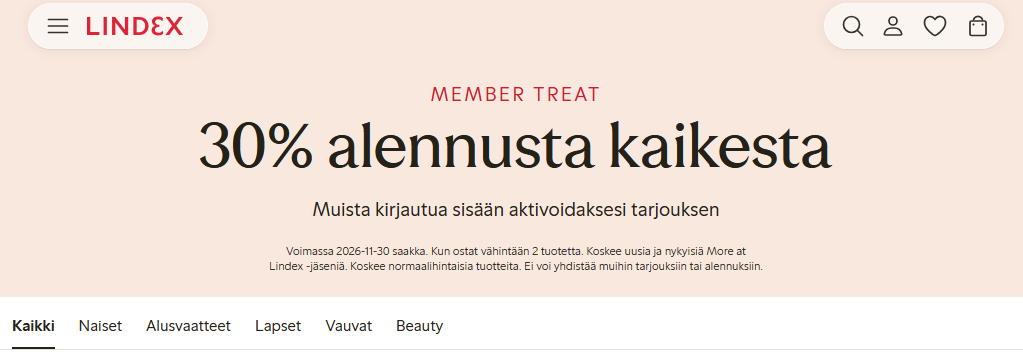 LINDEX
MEMBER TREAT
30% alennusta kaikesta
Muista kirjautua sisään aktivoidaksesi tarjouksen
Voimassa 2026-11-30 saakka. Kun ostat vähintään 2 tuotetta. Koskee uusia ja nykyisiä More at
Lindex -jäseniä. Koskee normaalihintaisia tuotteita. Ei voi yhdistää muihin tarjouksiin tai alennuksiin.
Kaikki Naiset Alusvaatteet Lapset Vauvat Beauty